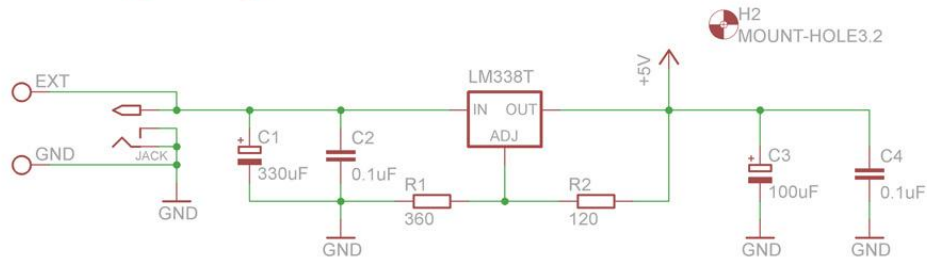 H2
MOUNT-HOLE3.2
EXT
+5V
LM338T
IN OUT
ADJ
C1
330uF
C2
0.1uF
C3
100uF
C4
0.1uF
GND
JACK
R1
360
R2
120
GND
GND
GND
GND